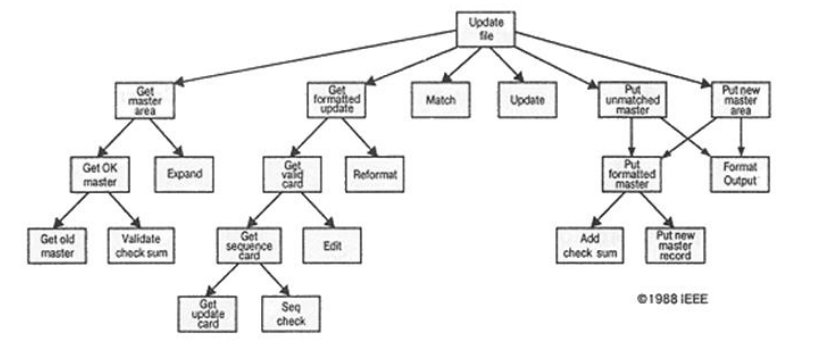 Update
file
Get
master
area
Get
formatted
update
Match
Update
Put
unmatched
master
Put new
master
area
Get OK
master
Expand
Get
valid
card
Reformat
Put
formatted
master
Format
Output
Get old
master
Validate
check sum
Get
sequence
card
Edit
Add
check sum
Put new
master
record
Get
update
card
Seq
check
©1988 IEEE